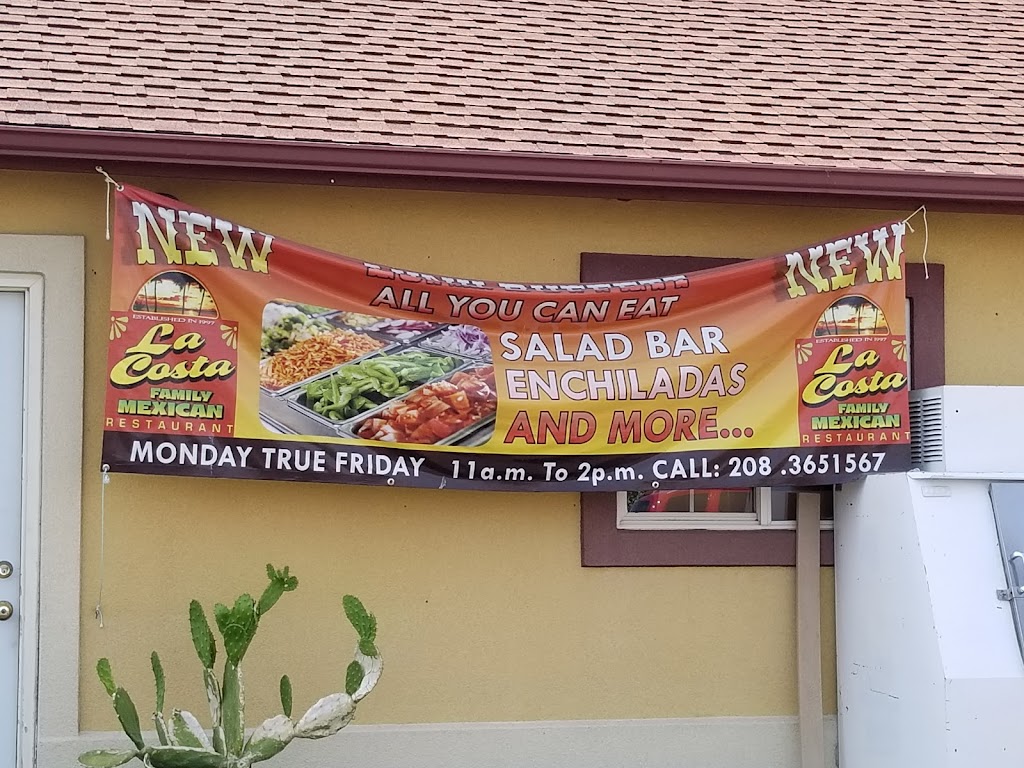 NEW
NEW
ALL YOU CAN EAT
SALAD BAR
ENCHILADAS
AND MORE...
ESTABLISHED IN 1997
La
Costa
FAMILY
MEXICAN
RESTAURANT
ESTABLISHED IN 1997
La
Costa
FAMILY
MEXICAN
RESTAURANT
MONDAY TRUE FRIDAY 11a.m. To 2p.m. CALL: 208 .3651567